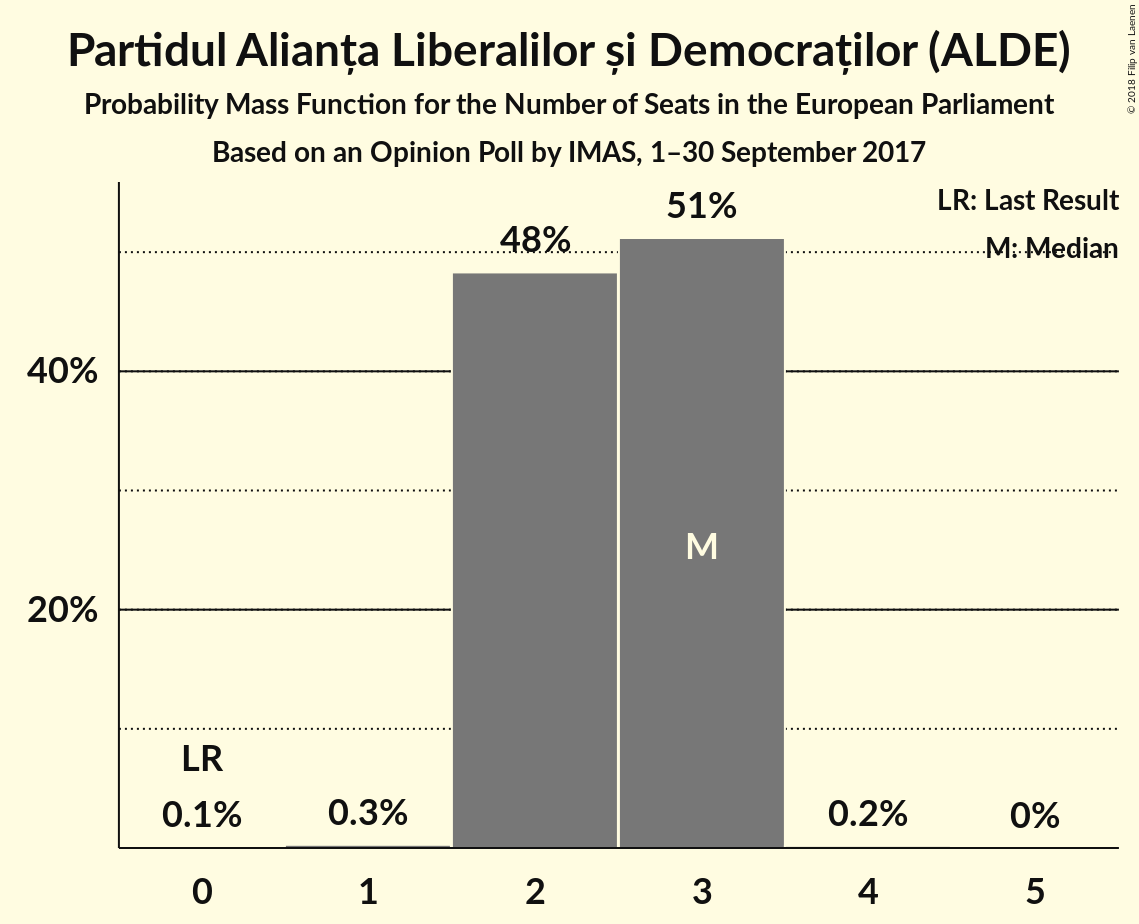 Partidul Alianța Liberalilor și Democraților (ALDE)
Probability Mass Function for the Number of Seats in the European Parliament
Based on an Opinion Poll by IMAS, 1–30 September 2017
© 2018 Filip van Laenen
LR: Last Result
M: Median
51%
48%
40%
M
20%
LR
0.1%
0.3%
0.2%
0%
0 1 2 3 4 5